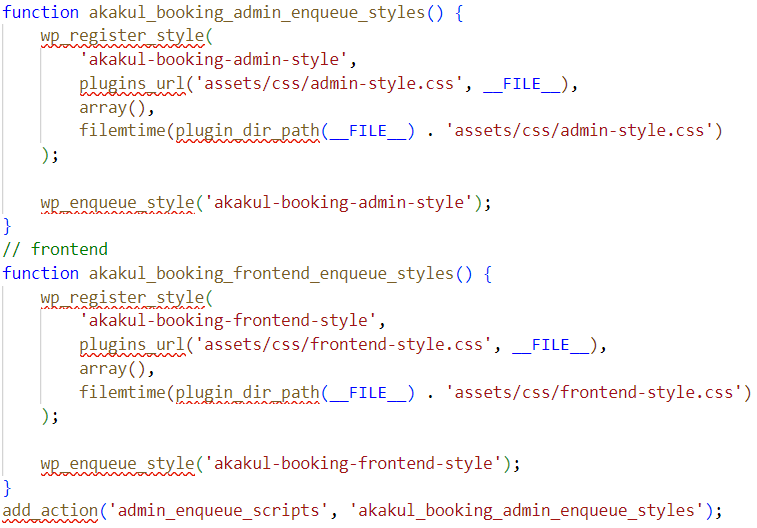 function akakul_booking_admin_enqueue_styles() {
    wp_register_style(
        'akakul-booking-admin-style',
        plugins_url('assets/css/admin-style.css', __FILE__),
        array(),
        filemtime(plugin_dir_path(__FILE__) . 'assets/css/admin-style.css')
    );

    wp_enqueue_style('akakul-booking-admin-style');
}
// frontend
function akakul_booking_frontend_enqueue_styles() {
    wp_register_style(
        'akakul-booking-frontend-style',
        plugins_url('assets/css/frontend-style.css', __FILE__),
        array(),
        filemtime(plugin_dir_path(__FILE__) . 'assets/css/frontend-style.css')
    );

    wp_enqueue_style('akakul-booking-frontend-style');
}
add_action('admin_enqueue_scripts', 'akakul_booking_admin_enqueue_styles');